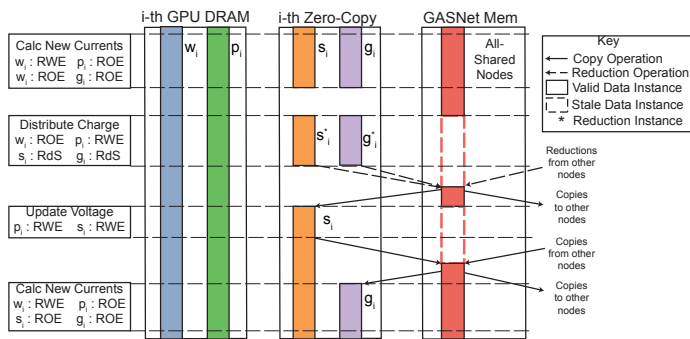 i-th GPU DRAM
i-th Zero-Copy
GASNet Mem
Calc New Currents
wᵢ : RWE pᵢ : ROE
wᵢ : ROE gᵢ : ROE
wᵢ
pᵢ
sᵢ
gᵢ
All-
Shared
Nodes
Key
Copy Operation
Reduction Operation
Valid Data Instance
Stale Data Instance
* Reduction Instance
Distribute Charge
wᵢ : ROE pᵢ : RWE
sᵢ : RdS gᵢ : RdS
s*ᵢ
g*ᵢ
Reductions
from other
nodes
Copies
to other
nodes
Update Voltage
pᵢ : RWE sᵢ : RWE
sᵢ
Copies
from other
nodes
Copies
to other
nodes
Calc New Currents
wᵢ : RWE pᵢ : ROE
sᵢ : ROE gᵢ : ROE
gᵢ